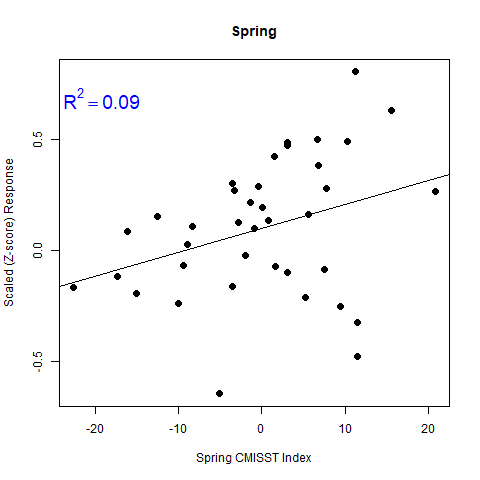 Spring
R² = 0.09
Scaled (Z-score) Response
0.5
0.0
-0.5
-20 -10 0 10 20
Spring CMISST Index